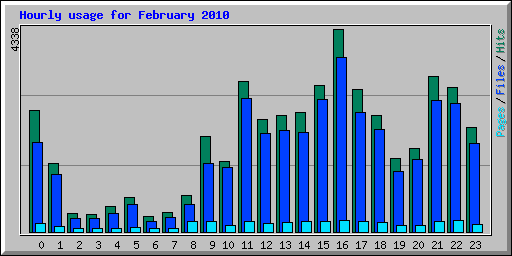 Hourly usage for February 2010
4338
Pages/Files/Hits
0 1 2 3 4 5 6 7 8 9 10 11 12 13 14 15 16 17 18 19 20 21 22 23